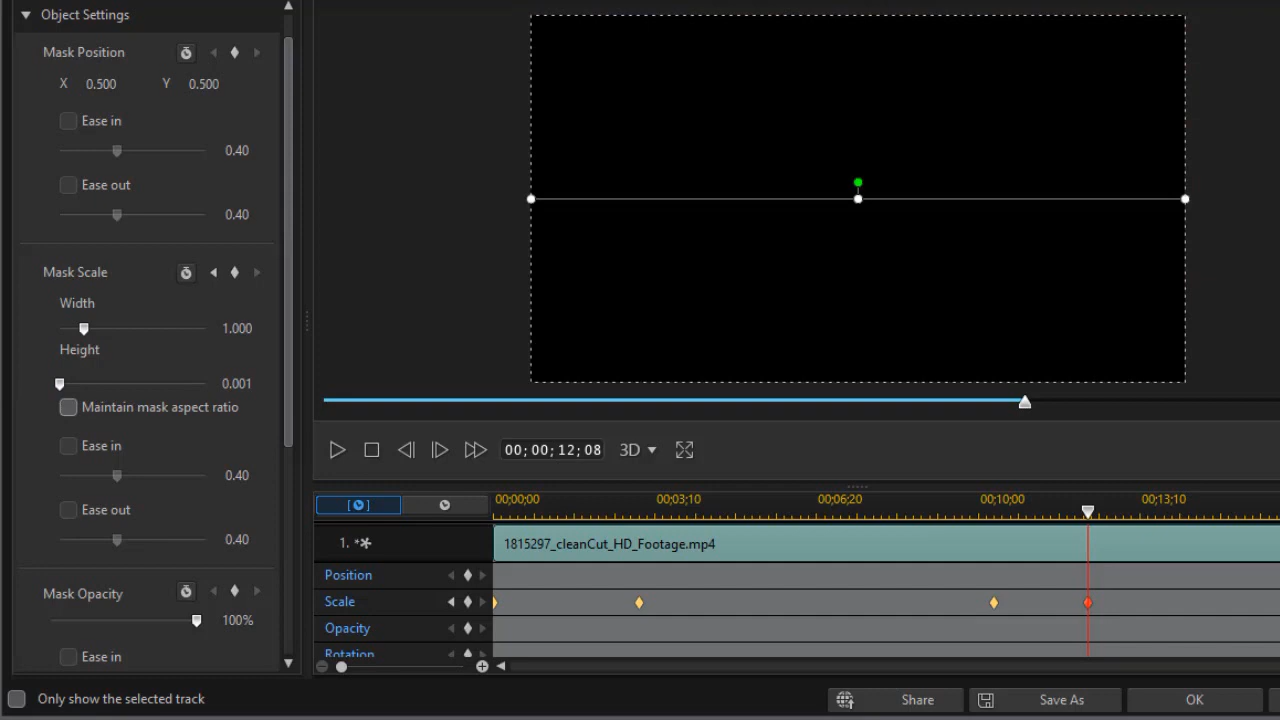 Object Settings
Mask Position
X 0.500 Y 0.500
Ease in
0.40
Ease out
0.40
Mask Scale
Width
1.000
Height
0.001
Maintain mask aspect ratio
Ease in
0.40
Ease out
0.40
Mask Opacity
100%
Ease in
00;00;12;08 3D
00;00;00 00;03;10 00;06;20 00;10;00 00;13;10
1. 1815297_cleanCut_HD_Footage.mp4
Position
Scale
Opacity
Rotation
Only show the selected track
Share Save As OK